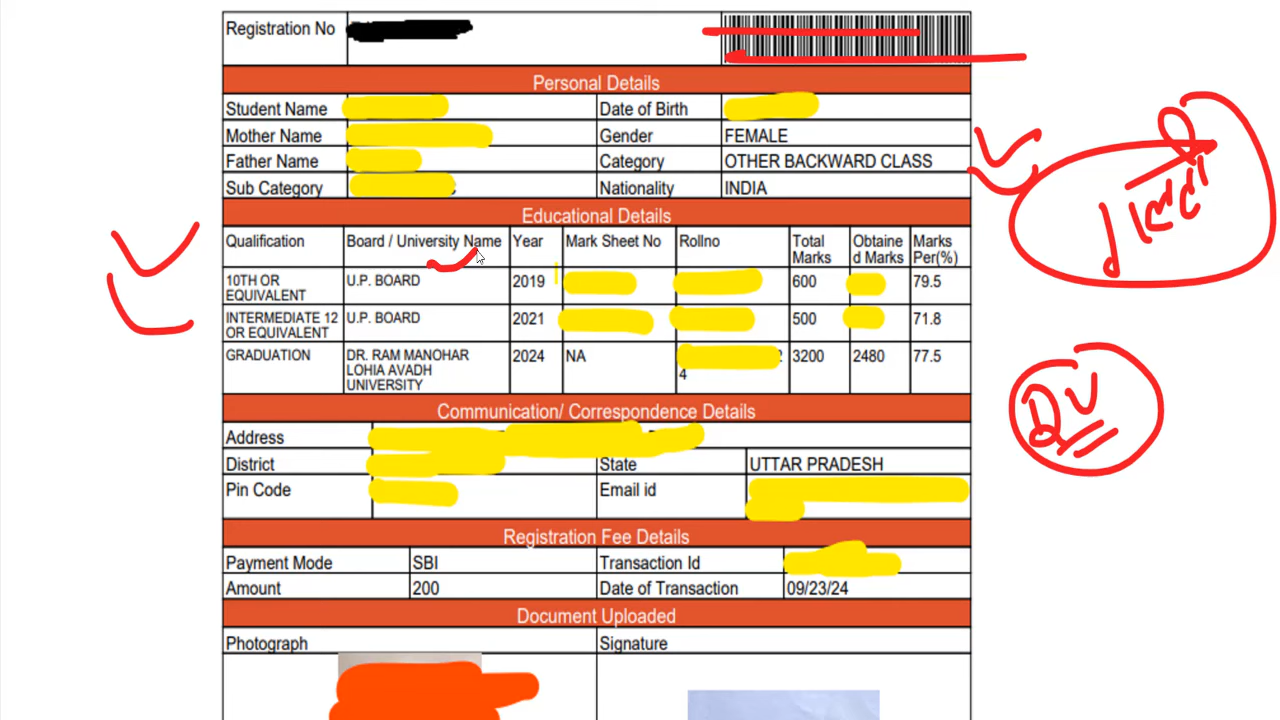 Registration No
Personal Details
Student Name Date of Birth
Mother Name Gender FEMALE
Father Name Category OTHER BACKWARD CLASS
Sub Category Nationality INDIA
Educational Details
Qualification Board / University Name Year Mark Sheet No Rollno Total Marks Obtaine d Marks Marks Per(%)
10TH OR EQUIVALENT U.P. BOARD 2019 600 79.5
INTERMEDIATE 12 OR EQUIVALENT U.P. BOARD 2021 500 71.8
GRADUATION DR. RAM MANOHAR LOHIA AVADH UNIVERSITY 2024 NA 4 3200 2480 77.5
Communication/ Correspondence Details
Address
District State UTTAR PRADESH
Pin Code Email id
Registration Fee Details
Payment Mode SBI Transaction Id
Amount 200 Date of Transaction 09/23/24
Document Uploaded
Photograph Signature
DV